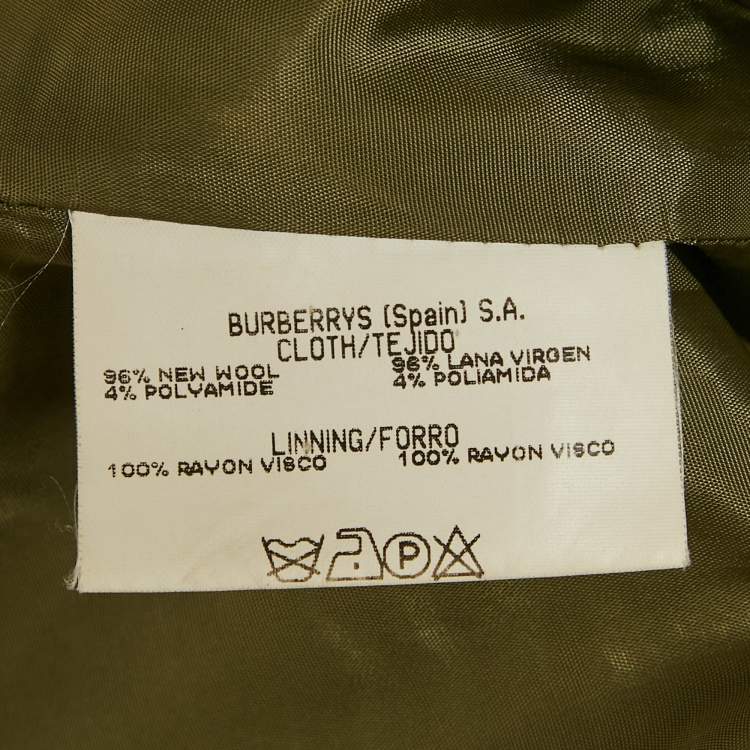 BURBERRYS (Spain) S.A.
CLOTH/TEJIDO
96% NEW WOOL 96% LANA VIRGEN
4% POLYAMIDE 4% POLIAMIDA
LINNING/FORRO
100% RAYON VISCO 100% RAYON VISCO
P